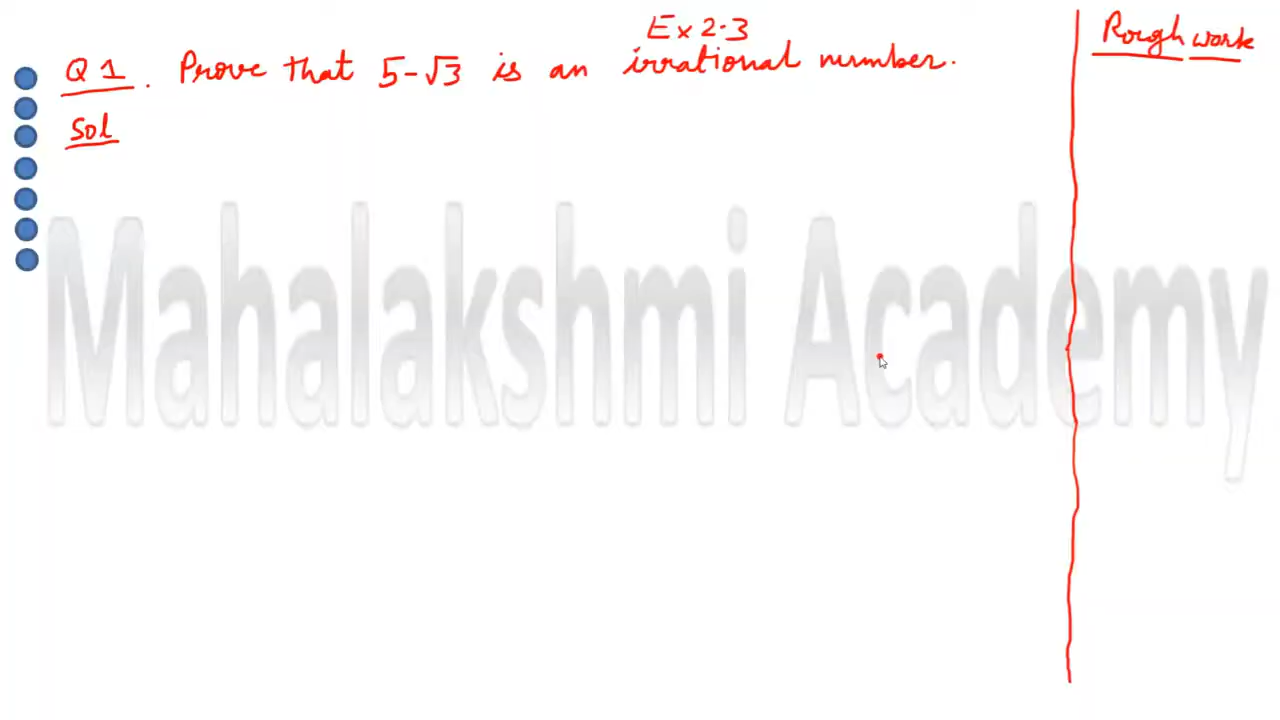 Ex 2.3
Q 1. Prove that 5-√3 is an irrational number.
Sol
Rough work
Mahalakshmi Academy